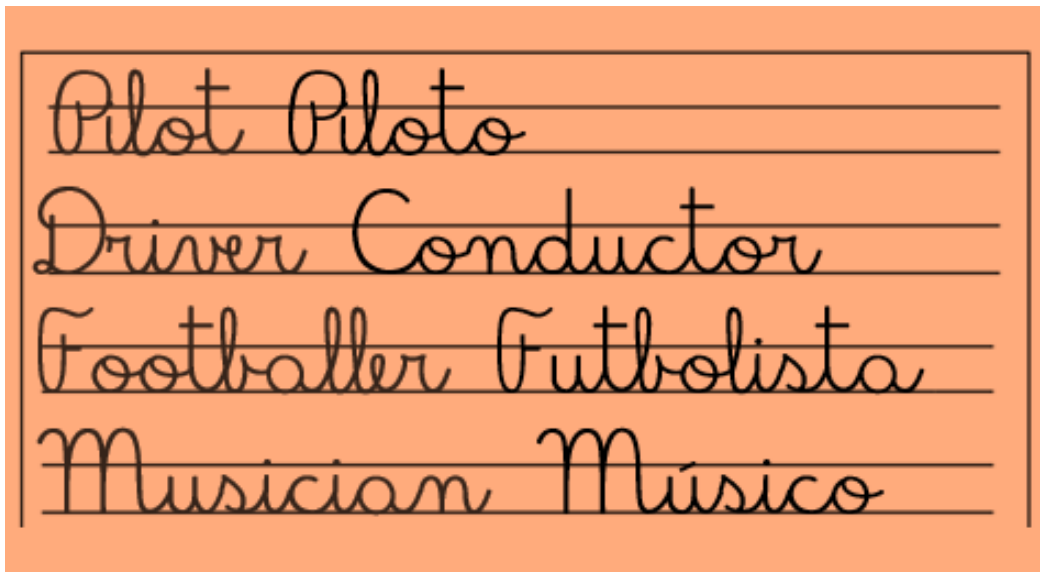 Pilot Piloto
Driver Conductor
Footballer Futbolista
Musician Músico